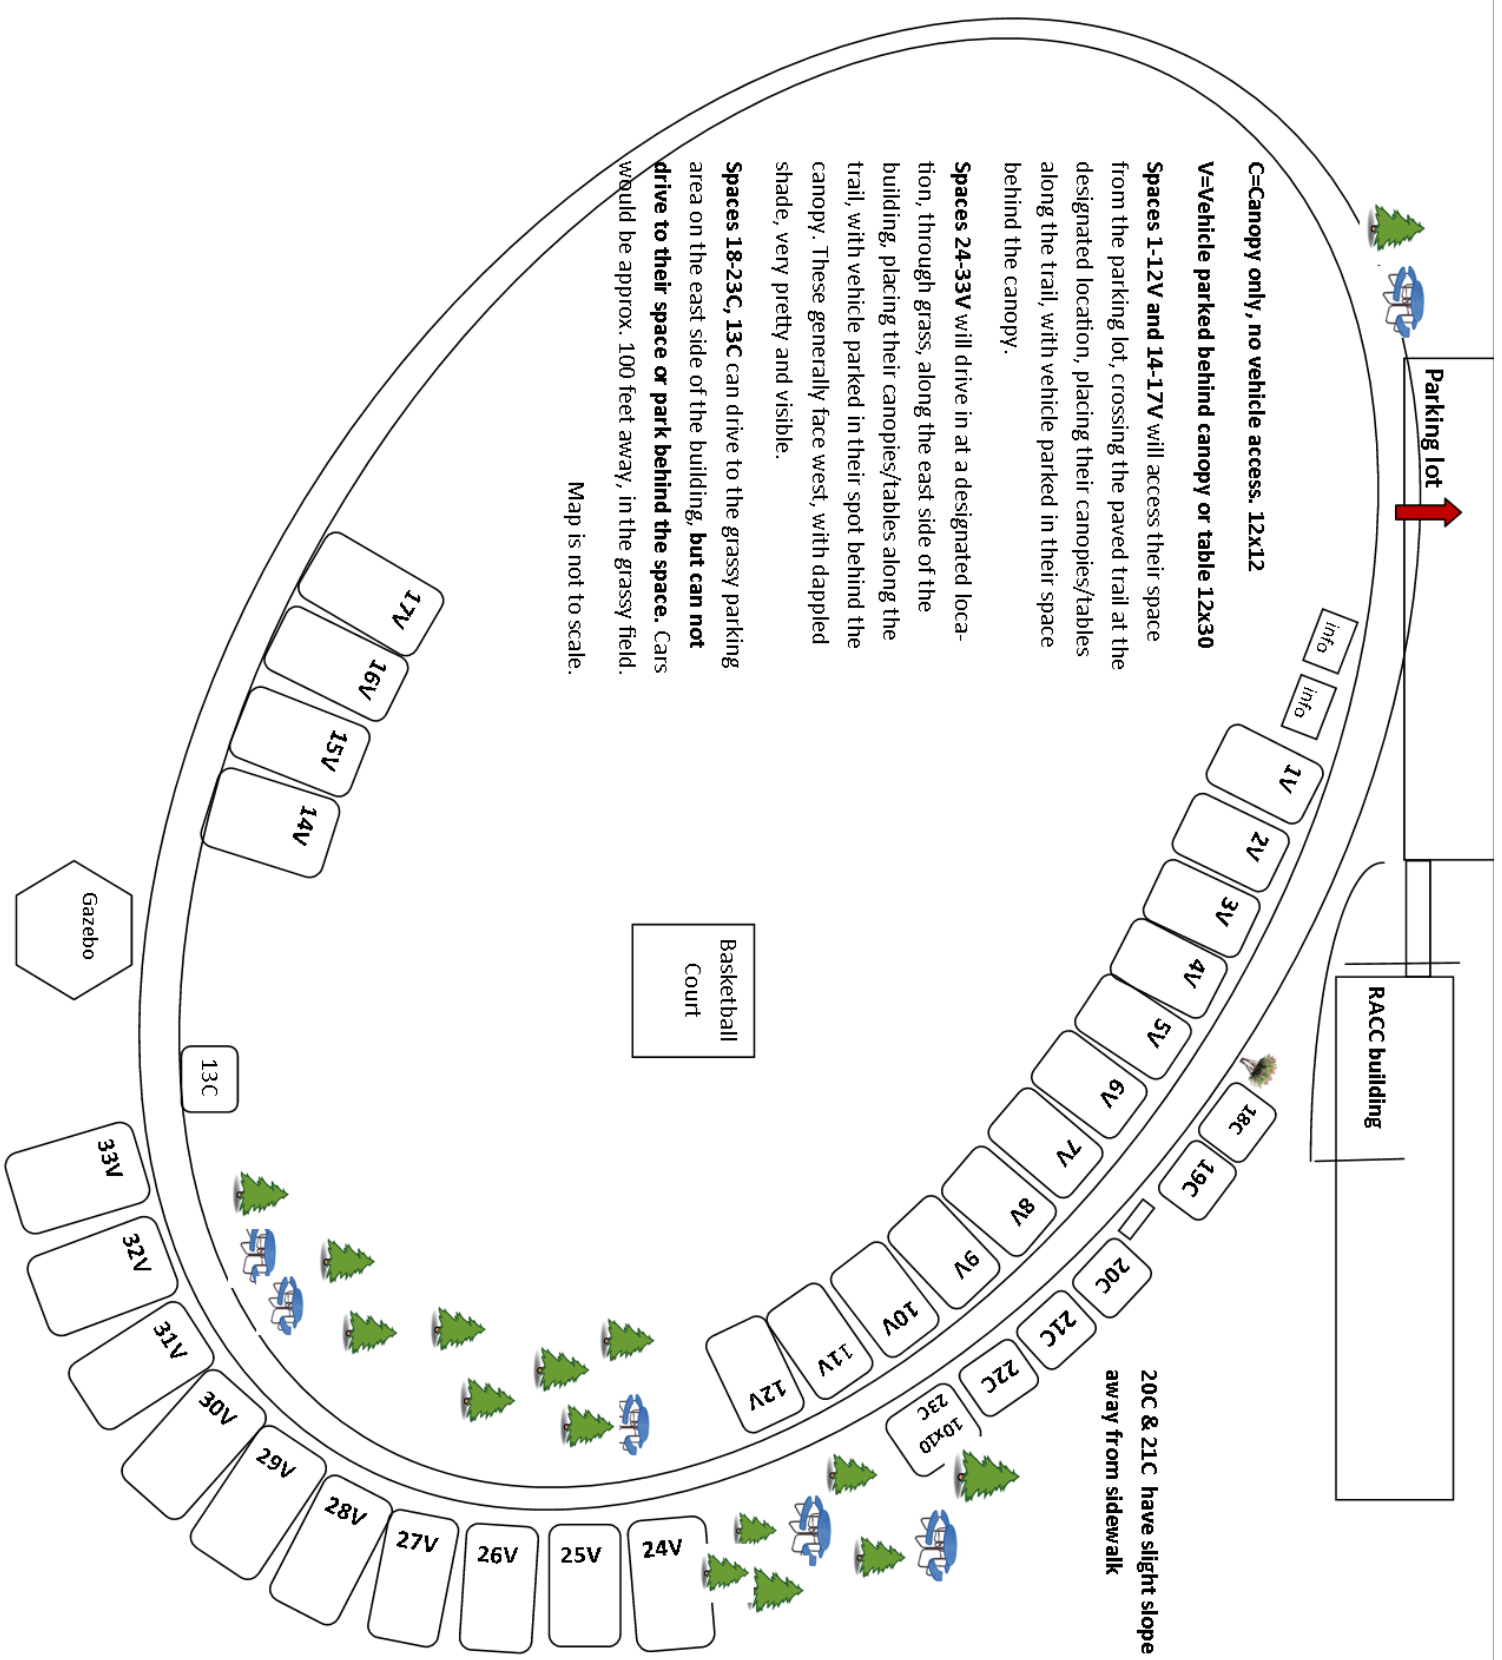 Parking lot
C=Canopy only, no vehicle access. 12x12
V=Vehicle parked behind canopy or table 12x30
Spaces 1-12V and 14-17V will access their space
from the parking lot, crossing the paved trail at the
designated location, placing their canopies/tables
along the trail, with vehicle parked in their space
behind the canopy.
Spaces 24-33V will drive in at a designated loca-
tion, through grass, along the east side of the
building, placing their canopies/tables along the
trail, with vehicle parked in their spot behind the
canopy. These generally face west, with dappled
shade, very pretty and visible.
Spaces 18-23C, 13C can drive to the grassy parking
area on the east side of the building, but can not
drive to their space or park behind the space. Cars
would be approx. 100 feet away, in the grassy field.
Map is not to scale.
info
info
1V
2V
3V
4V
5V
6V
7V
8V
9V
10V
11V
12V
13C
14V
15V
16V
17V
RACC building
18C
19C
20C
21C
22C
23C
10x10
20C & 21C have slight slope
away from sidewalk
Basketball
Court
Gazebo
24V
25V
26V
27V
28V
29V
30V
31V
32V
33V